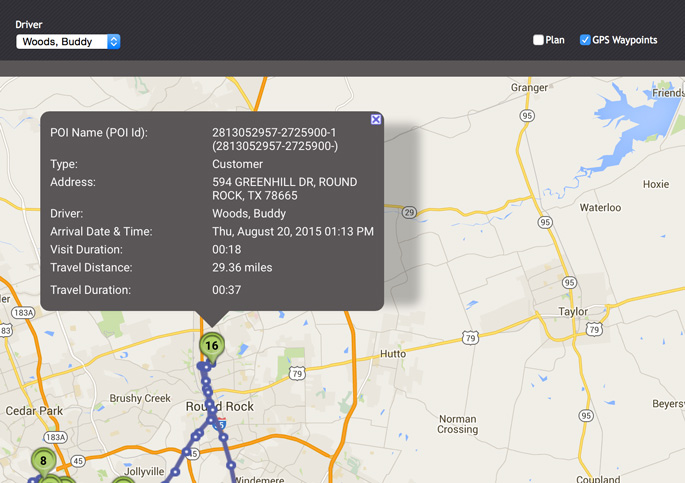 Driver
Woods, Buddy
Plan
GPS Waypoints
Granger
Friends
95
POI Name (POI Id):
2813052957-2725900-1
(2813052957-2725900-)
Type:
Customer
Address:
594 GREENHILL DR, ROUND
ROCK, TX 78665
Driver:
Woods, Buddy
Arrival Date & Time:
Thu, August 20, 2015 01:13 PM
Visit Duration:
00:18
Travel Distance:
29.36 miles
Travel Duration:
00:37
Hoxie
Waterloo
29
95
95
ler
183A
83
Taylor
79
79
16
Hutto
79
Brushy Creek
Cedar Park
Round Rock
Beyers
95
Norman
Crossing
183A
45
8
45
Jollyville
Windemere
Coupland